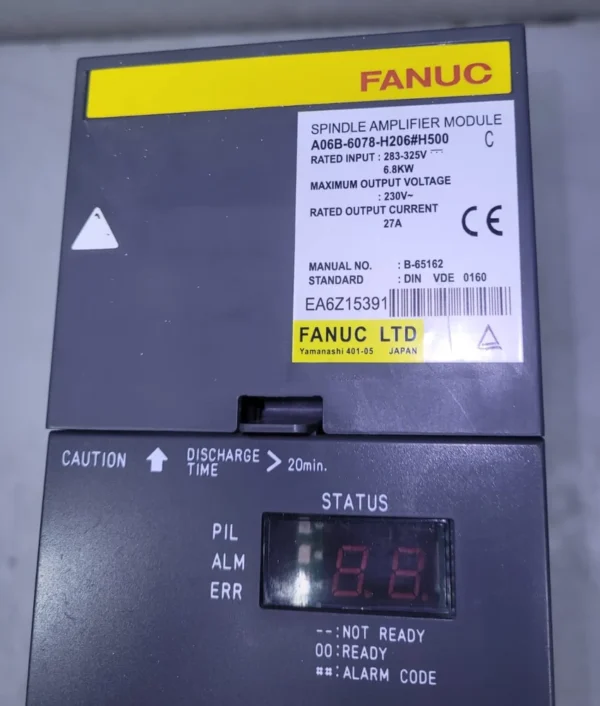 FANUC
SPINDLE AMPLIFIER MODULE
A06B-6078-H206#H500 C
RATED INPUT : 283-325V
6.8KW
MAXIMUM OUTPUT VOLTAGE
: 230V~
RATED OUTPUT CURRENT
27A
CE
MANUAL NO. : B-65162
STANDARD : DIN VDE 0160
EA6Z15391
FANUC LTD
Yamanashi 401-05 JAPAN
CAUTION ↑ DISCHARGE TIME > 20min.
STATUS
PIL
ALM
ERR
8.8.
--:NOT READY
00:READY
##:ALARM CODE